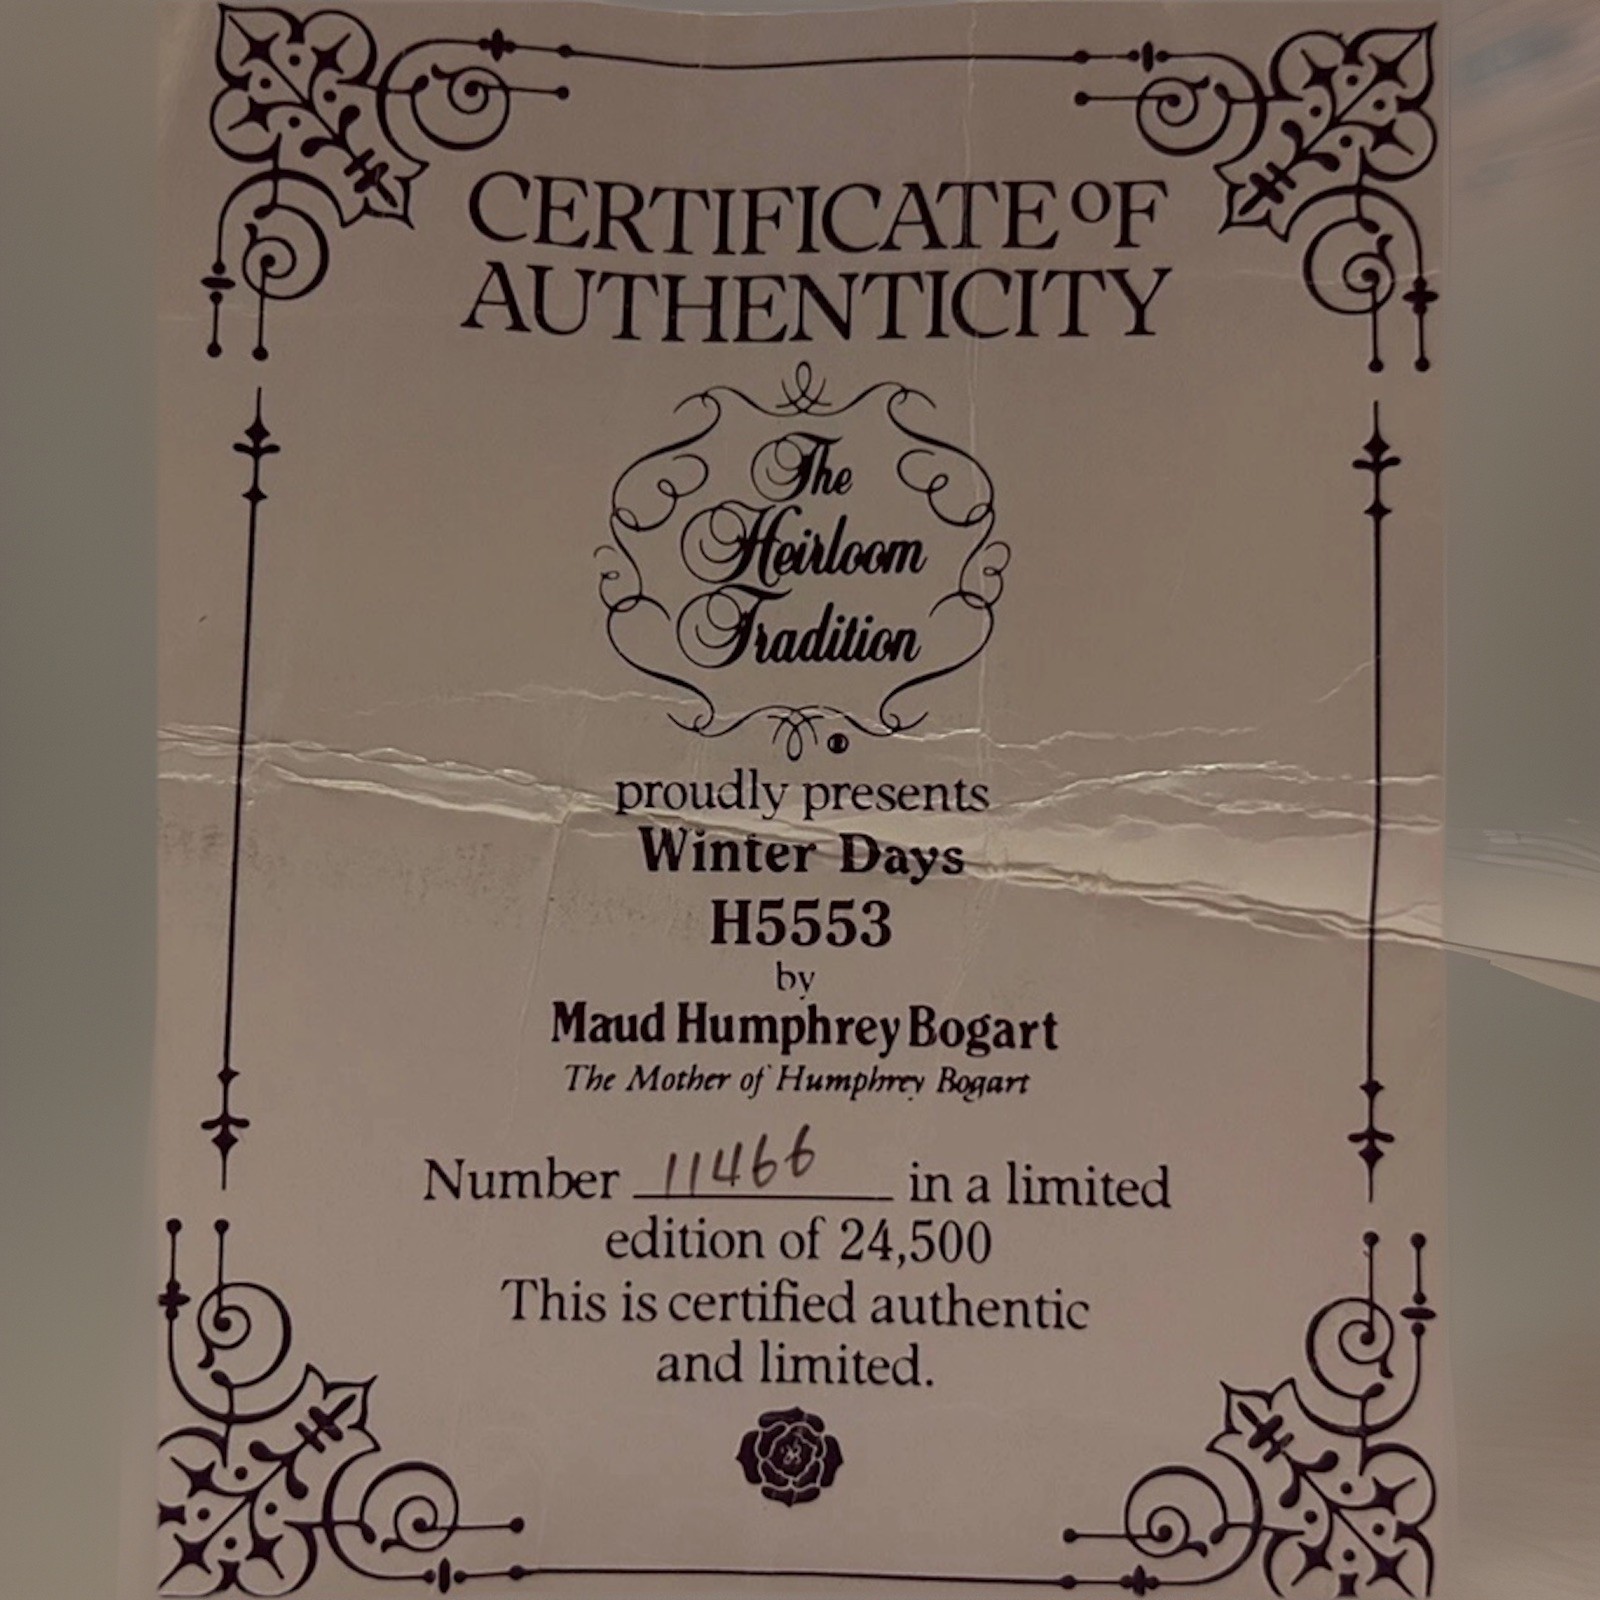 CERTIFICATE OF
AUTHENTICITY
The
Heirloom
Tradition
proudly presents
Winter Days
H5553
by
Maud Humphrey Bogart
The Mother of Humphrey Bogart
Number 11466 in a limited
edition of 24,500
This is certified authentic
and limited.